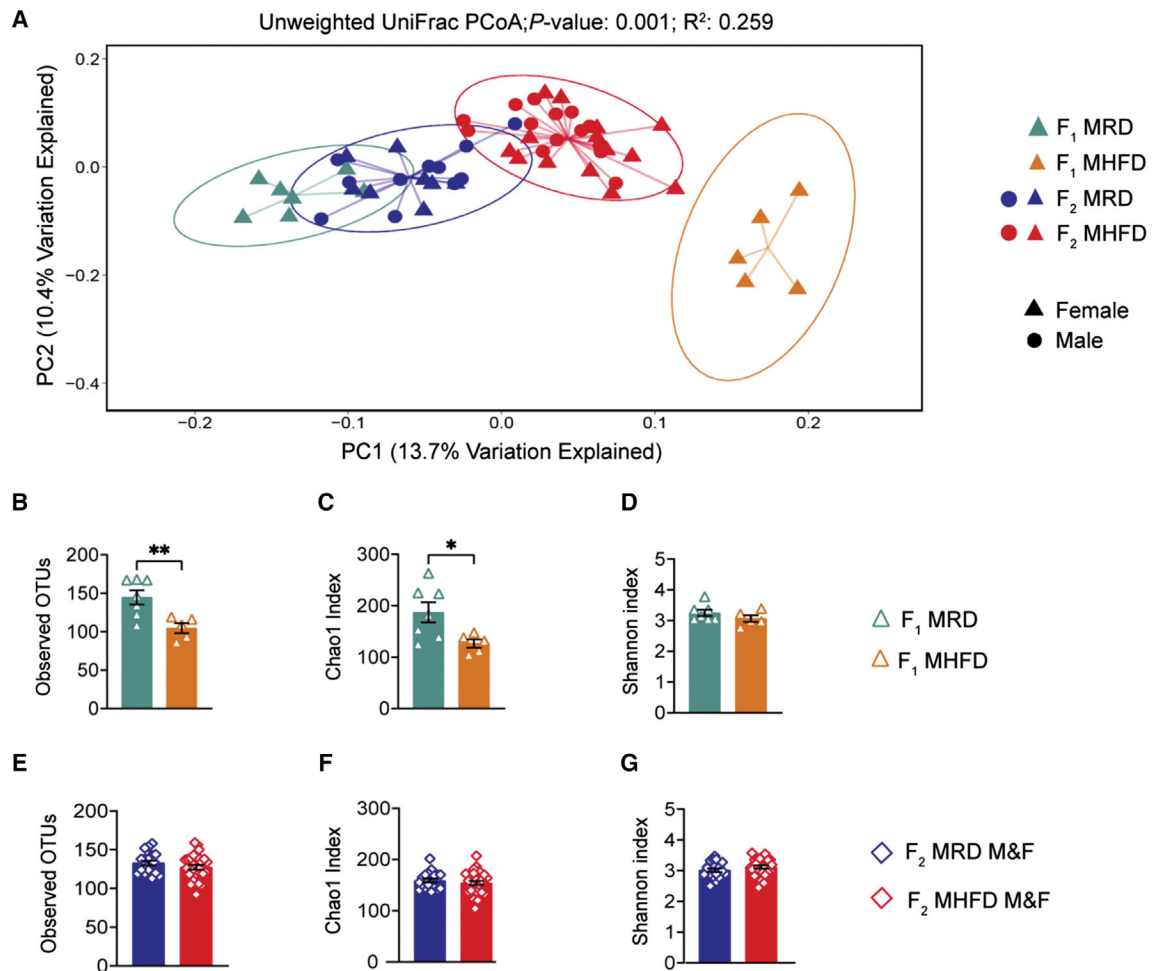 A
Unweighted UniFrac PCoA;P-value: 0.001; R²: 0.259
PC2 (10.4% Variation Explained)
0.2
0.0
−0.2
−0.4
−0.2
−0.1
0.0
0.1
0.2
PC1 (13.7% Variation Explained)
F₁ MRD
F₁ MHFD
F₂ MRD
F₂ MHFD
Female
Male
B
Observed OTUs
200
150
100
50
0
**
C
Chao1 Index
300
200
100
0
*
D
Shannon index
5
4
3
2
1
0
F₁ MRD
F₁ MHFD
E
Observed OTUs
200
150
100
50
0
F
Chao1 Index
300
200
100
0
G
Shannon index
5
4
3
2
1
0
F₂ MRD M&F
F₂ MHFD M&F